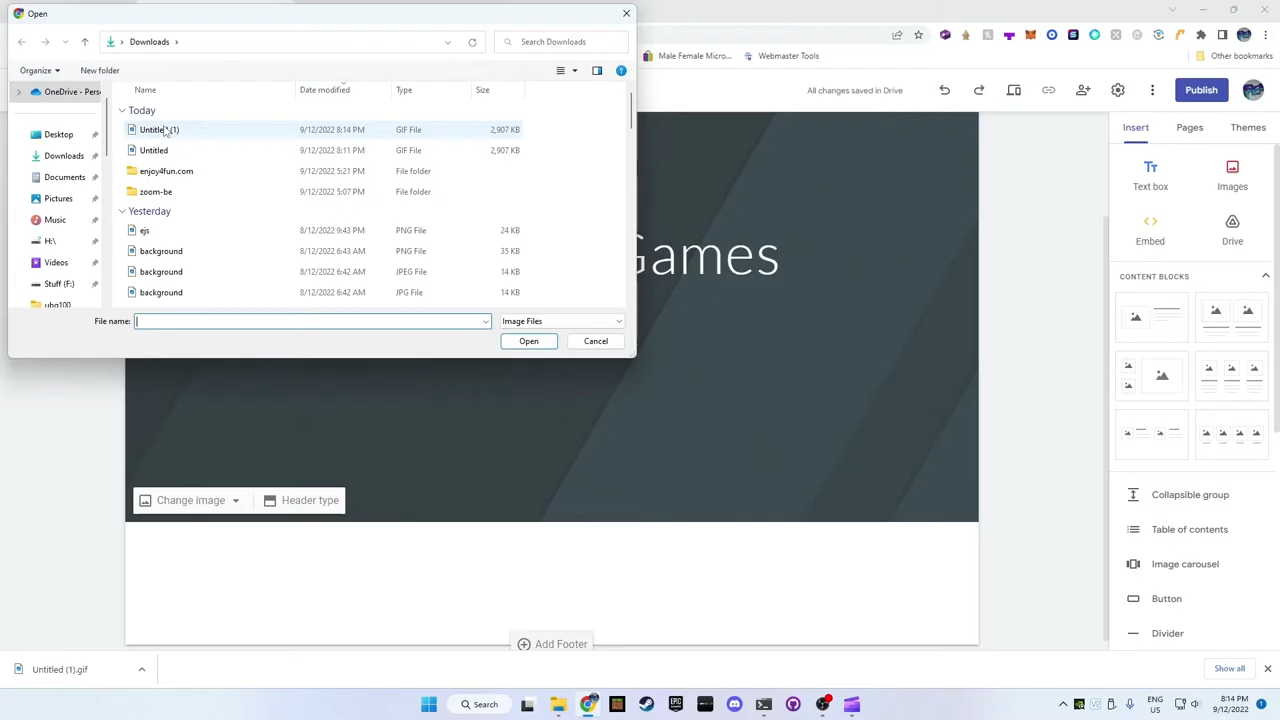 Open
Downloads
Search Downloads
Male Female Micro...
Webmaster Tools
Other bookmarks
Organize
New folder
All changes saved in Drive
Publish
OneDrive - Pers
Name
Date modified
Type
Size
Today
Untitled (1)
9/12/2022 8:14 PM
GIF File
2,907 KB
Untitled
9/12/2022 8:11 PM
GIF File
2,907 KB
enjoy4fun.com
9/12/2022 5:21 PM
File folder
zoom-be
9/12/2022 5:07 PM
File folder
Yesterday
ejs
8/12/2022 9:43 PM
PNG File
24 KB
background
8/12/2022 6:43 AM
PNG File
35 KB
background
8/12/2022 6:42 AM
JPEG File
14 KB
background
8/12/2022 6:42 AM
JPG File
14 KB
Desktop
Downloads
Documents
Pictures
Music
H:\
Videos
Stuff (F:)
ubg100
File name:
Image Files
Open
Cancel
Games
Insert
Pages
Themes
Text box
Images
Embed
Drive
CONTENT BLOCKS
Collapsible group
Table of contents
Image carousel
Button
Divider
Change image
Header type
Add Footer
Untitled (1).gif
Show all
Search
EPIC
ENG
US
8:14 PM
9/12/2022